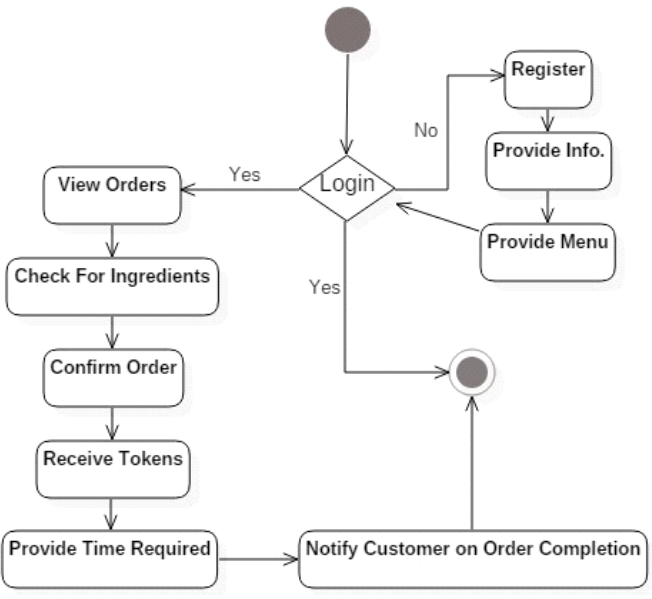 Register
No
Provide Info.
Yes
Login
View Orders
Provide Menu
Check For Ingredients
Yes
Confirm Order
Receive Tokens
Provide Time Required
Notify Customer on Order Completion